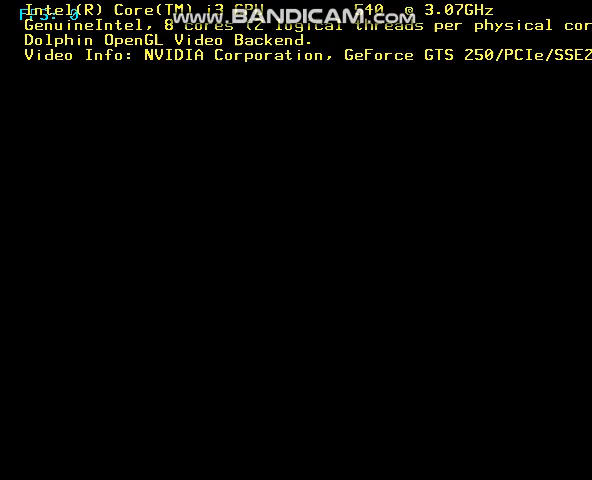 FPS: 0
Intel(R) Core(TM) i3 CPU 540 @ 3.07GHz
www.BANDICAM.com
GenuineIntel, 8 cores (2 logical threads per physical cor
Dolphin OpenGL Video Backend.
Video Info: NVIDIA Corporation, GeForce GTS 250/PCIe/SSE2